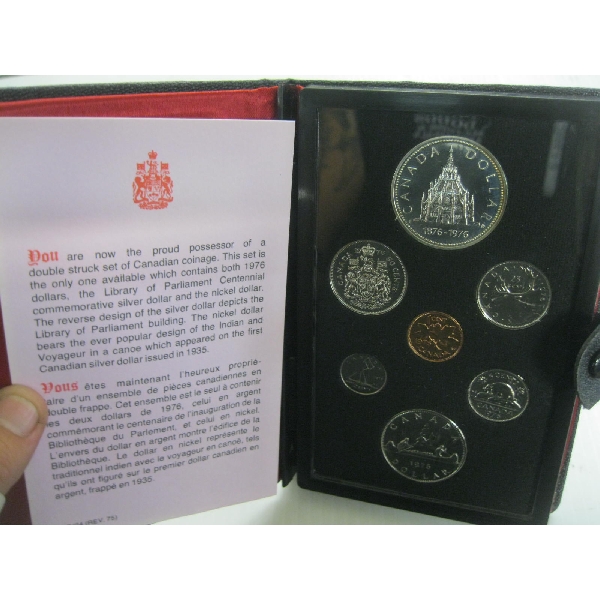 You are now the proud possessor of a
double struck set of Canadian coinage. This set is
the only one available which contains both 1976
dollars, the Library of Parliament Centennial
commemorative silver dollar and the nickel dollar.
The reverse design of the silver dollar depicts the
Library of Parliament building. The nickel dollar
bears the ever popular design of the Indian and
Voyageur in a canoe which appeared on the first
Canadian silver dollar issued in 1935.
Vous êtes maintenant l'heureux proprié-
taire d'un ensemble de pièces canadiennes en
double frappe. Cet ensemble est le seul à contenir
les deux dollars de 1976, celui en argent
commémorant le centenaire de l'inauguration de la
Bibliothèque du Parlement, et celui en nickel.
L'envers du dollar en argent montre l'édifice de la
Bibliothèque. Le dollar en nickel représente le
traditionnel indien avec le voyageur en canoë, tels
qu'ils ont figuré sur le premier dollar canadien en
argent, frappé en 1935.
(REV. 75)
CANADA DOLLAR
1876-1976
CANADA
CANADA
DOLLAR
1976